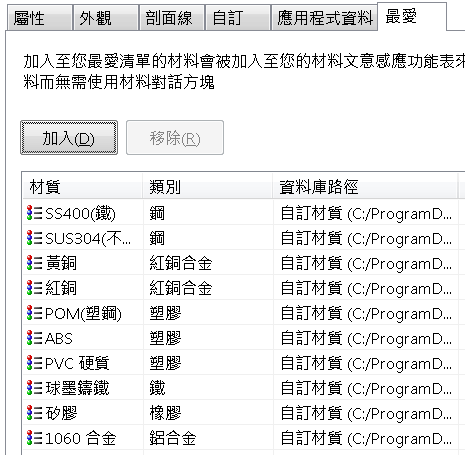 屬性 外觀 剖面線 自訂 應用程式資料 最愛
加入至您最愛清單的材料會被加入至您的材料文意感應功能表來
料而無需使用材料對話方塊
加入(D) 移除(R)
材質 類別 資料庫路徑
SS400(鐵) 鋼 自訂材質 (C:/ProgramD...
SUS304(不... 鋼 自訂材質 (C:/ProgramD...
黃銅 紅銅合金 自訂材質 (C:/ProgramD...
紅銅 紅銅合金 自訂材質 (C:/ProgramD...
POM(塑鋼) 塑膠 自訂材質 (C:/ProgramD...
ABS 塑膠 自訂材質 (C:/ProgramD...
PVC 硬質 塑膠 自訂材質 (C:/ProgramD...
球墨鑄鐵 鐵 自訂材質 (C:/ProgramD...
矽膠 橡膠 自訂材質 (C:/ProgramD...
1060 合金 鋁合金 自訂材質 (C:/ProgramD...